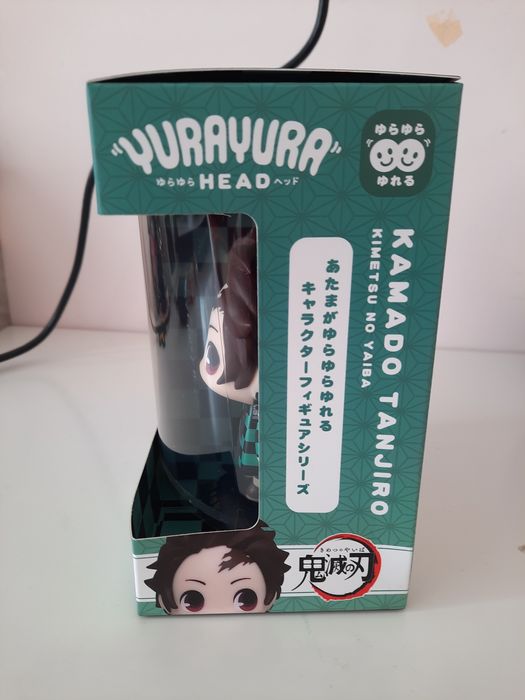 YURAYURA
ゆらゆら HEAD ヘッド
ゆらゆら
ゆれる
KAMADO TANJIRO
KIMETSU NO YAIBA
あたまがゆらゆらゆれる
キャラクターフィギュアシリーズ
きめつのやいば
鬼滅の刃